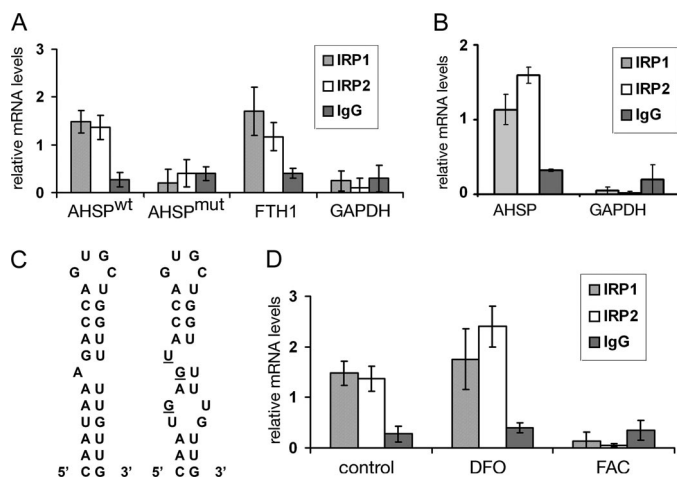 A
relative mRNA levels
3
2
1
0
IRP1
IRP2
IgG
AHSPwt
AHSPmut
FTH1
GAPDH
B
relative mRNA levels
2
1
0
IRP1
IRP2
IgG
AHSP
GAPDH
C
U G U G
G C G C
A U A U
C G C G
C G C G
A U A U
G U U
A G U
A U A U
A U G U
U G U G
A U A U
A U A U
5' C G 3' 5' C G 3'
D
relative mRNA levels
3
2
1
0
IRP1
IRP2
IgG
control
DFO
FAC